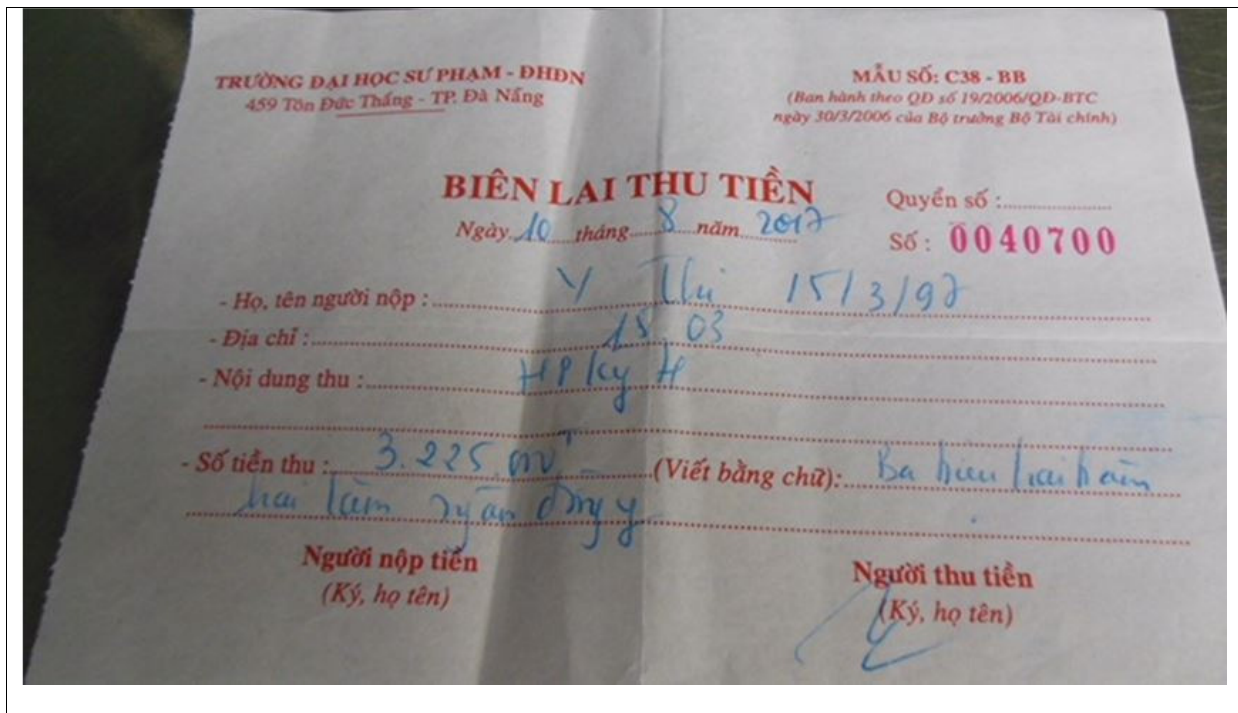 TRƯỜNG ĐẠI HỌC SƯ PHẠM - ĐHĐN
459 Tôn Đức Thắng - TP. Đà Nẵng
MẪU SỐ: C38 - BB
(Ban hành theo QĐ số 19/2006/QĐ-BTC
ngày 30/3/2006 của Bộ trưởng Bộ Tài chính)
BIÊN LAI THU TIỀN
Ngày 10 tháng 8 năm 2017
Quyển số :
Số : 0040700
- Họ, tên người nộp : Y Thi 15/3/97
- Địa chỉ : 15.03
- Nội dung thu : HP kỳ
- Số tiền thu : 3.225.000đ (Viết bằng chữ): Ba triệu hai trăm
hai lăm ngàn đồng y
Người nộp tiền
(Ký, họ tên)
Người thu tiền
(Ký, họ tên)